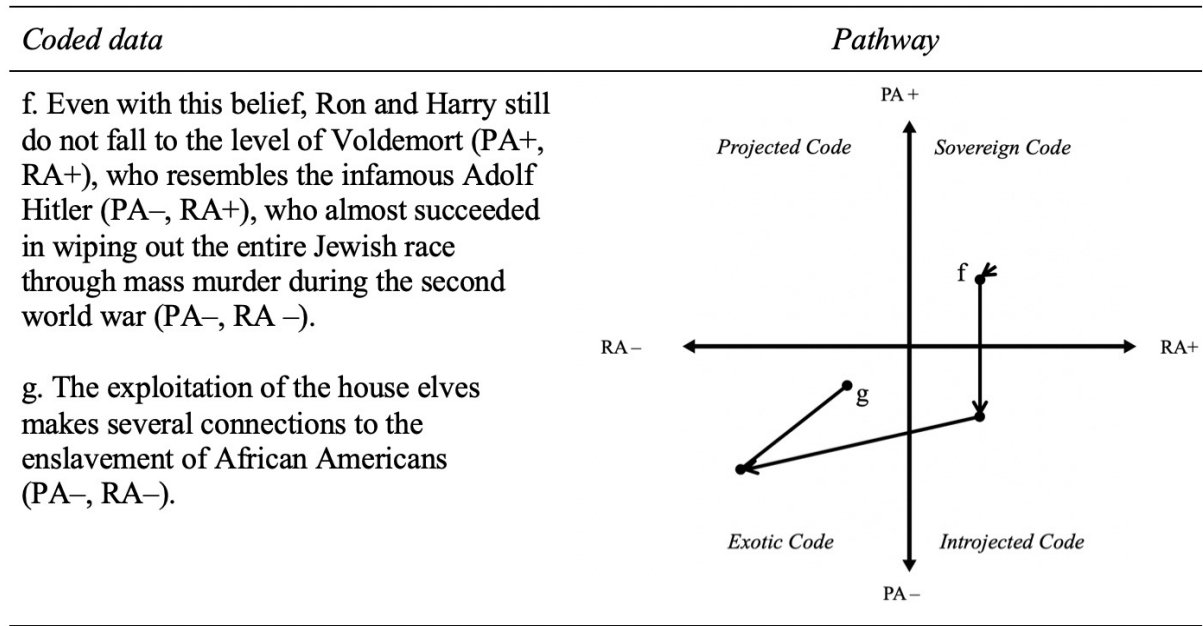 Coded data
Pathway
f. Even with this belief, Ron and Harry still
do not fall to the level of Voldemort (PA+,
RA+), who resembles the infamous Adolf
Hitler (PA–, RA+), who almost succeeded
in wiping out the entire Jewish race
through mass murder during the second
world war (PA–, RA –).
g. The exploitation of the house elves
makes several connections to the
enslavement of African Americans
(PA–, RA–).
PA +
Projected Code
Sovereign Code
f
RA –
RA+
g
Exotic Code
Introjected Code
PA –